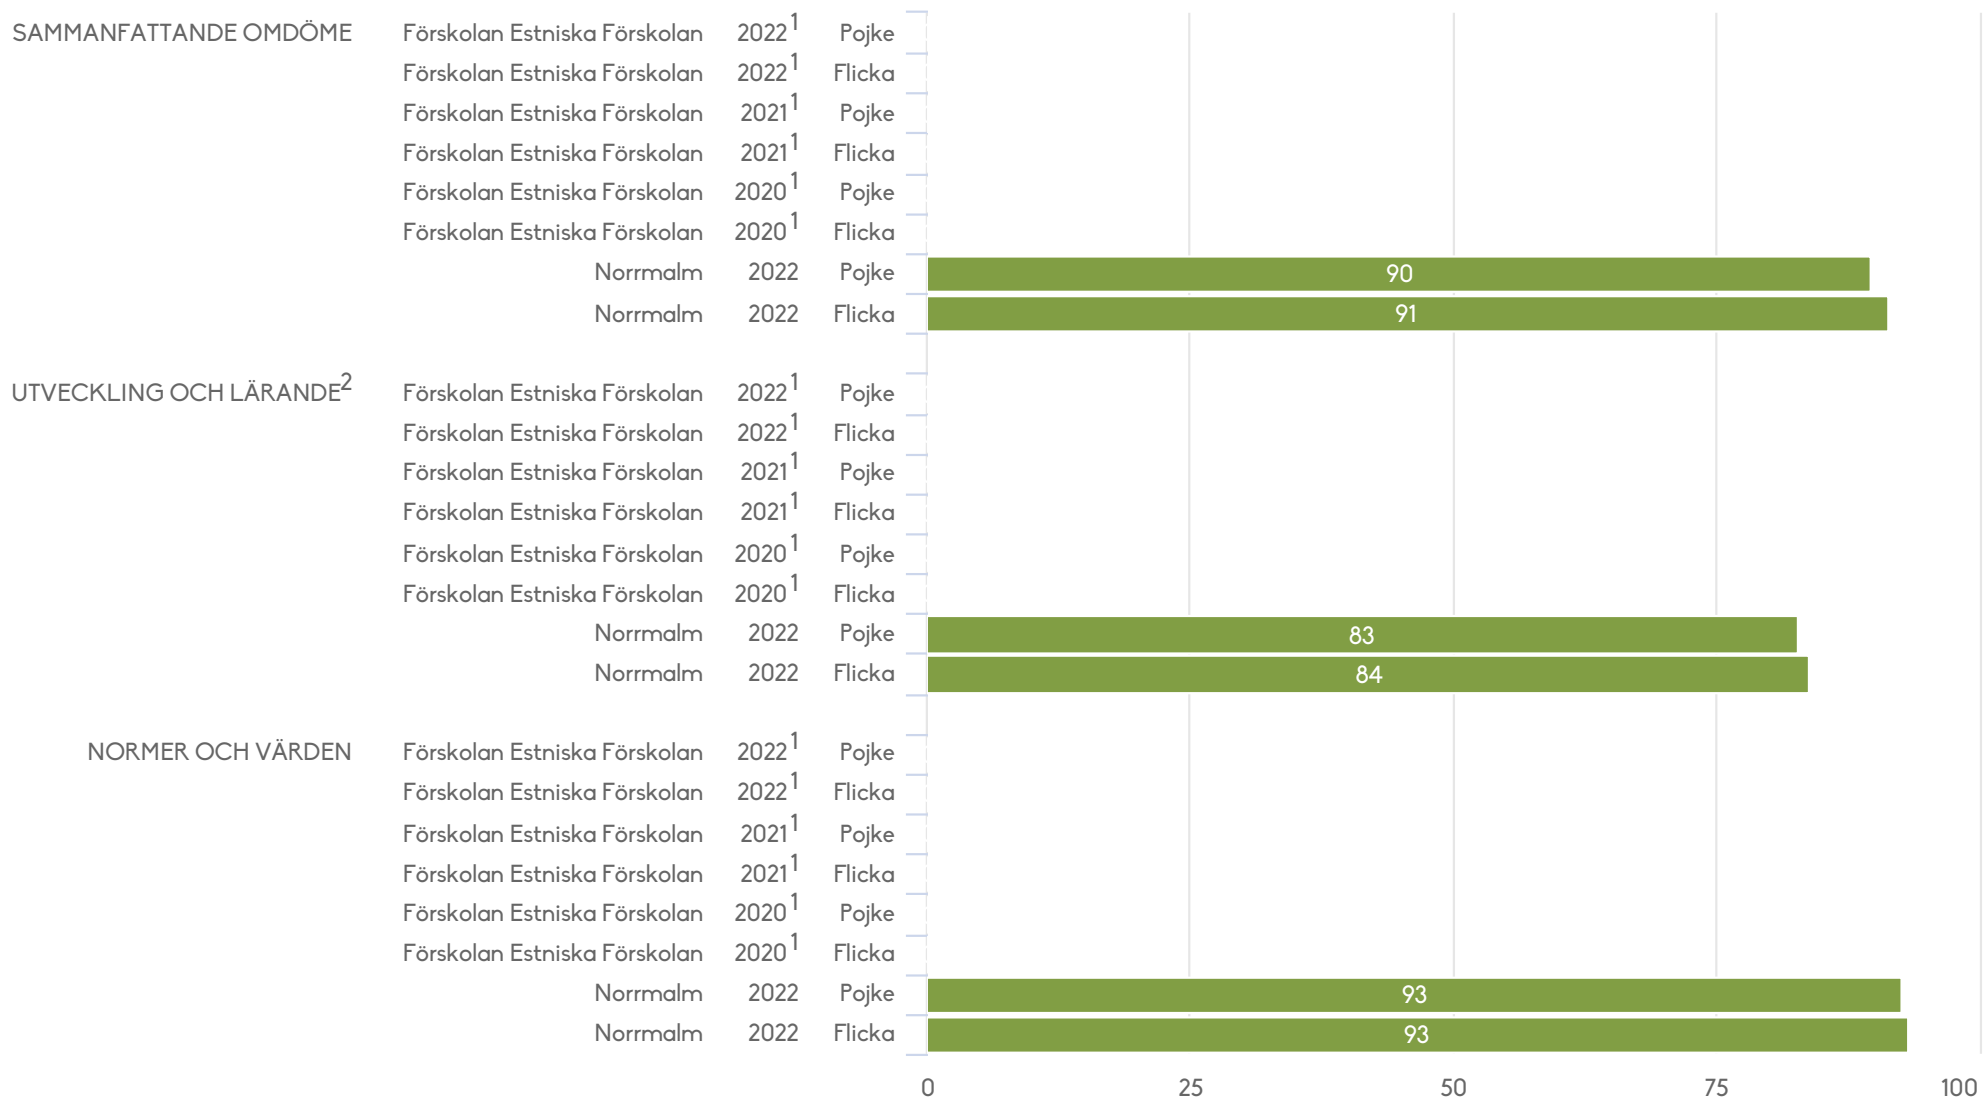 SAMMANFATTANDE OMDÖME Förskolan Estniska Förskolan 2022¹ Pojke
Förskolan Estniska Förskolan 2022¹ Flicka
Förskolan Estniska Förskolan 2021¹ Pojke
Förskolan Estniska Förskolan 2021¹ Flicka
Förskolan Estniska Förskolan 2020¹ Pojke
Förskolan Estniska Förskolan 2020¹ Flicka
Norrmalm 2022 Pojke 90
Norrmalm 2022 Flicka 91
UTVECKLING OCH LÄRANDE² Förskolan Estniska Förskolan 2022¹ Pojke
Förskolan Estniska Förskolan 2022¹ Flicka
Förskolan Estniska Förskolan 2021¹ Pojke
Förskolan Estniska Förskolan 2021¹ Flicka
Förskolan Estniska Förskolan 2020¹ Pojke
Förskolan Estniska Förskolan 2020¹ Flicka
Norrmalm 2022 Pojke 83
Norrmalm 2022 Flicka 84
NORMER OCH VÄRDEN Förskolan Estniska Förskolan 2022¹ Pojke
Förskolan Estniska Förskolan 2022¹ Flicka
Förskolan Estniska Förskolan 2021¹ Pojke
Förskolan Estniska Förskolan 2021¹ Flicka
Förskolan Estniska Förskolan 2020¹ Pojke
Förskolan Estniska Förskolan 2020¹ Flicka
Norrmalm 2022 Pojke 93
Norrmalm 2022 Flicka 93
0 25 50 75 100